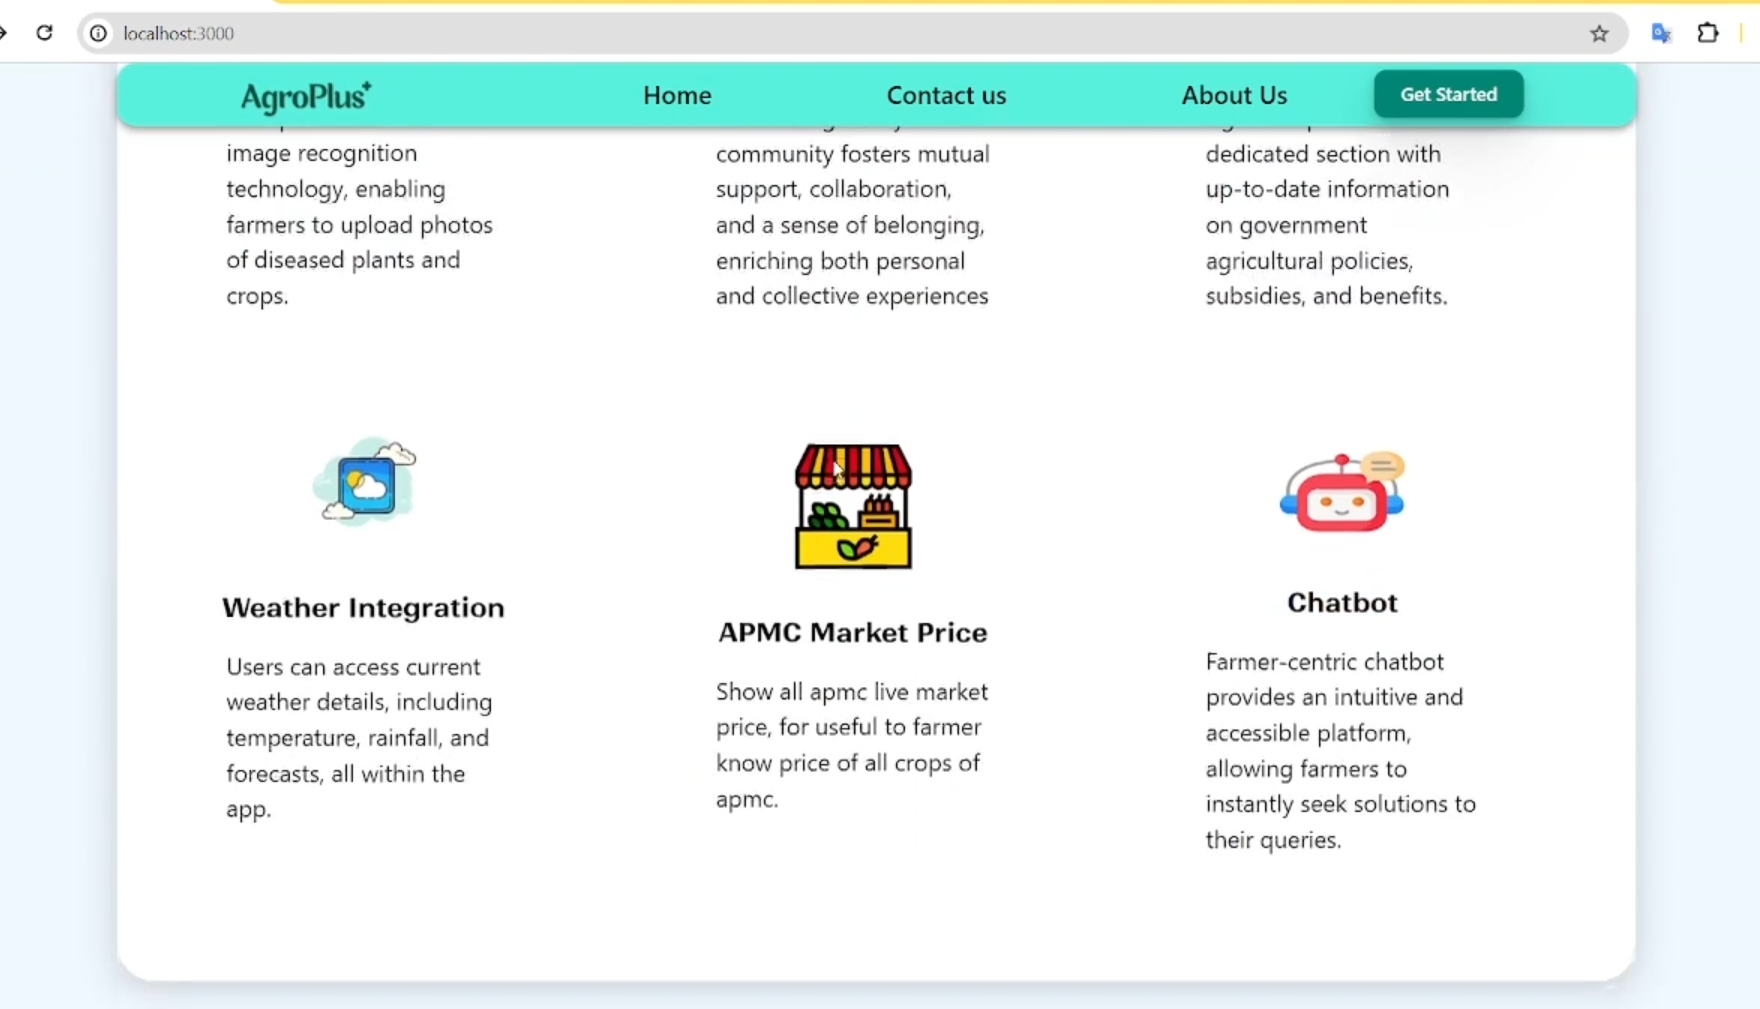 localhost:3000
AgroPlus+
Home
Contact us
About Us
Get Started
image recognition
technology, enabling
farmers to upload photos
of diseased plants and
crops.
community fosters mutual
support, collaboration,
and a sense of belonging,
enriching both personal
and collective experiences
dedicated section with
up-to-date information
on government
agricultural policies,
subsidies, and benefits.
Weather Integration
Users can access current
weather details, including
temperature, rainfall, and
forecasts, all within the
app.
APMC Market Price
Show all apmc live market
price, for useful to farmer
know price of all crops of
apmc.
Chatbot
Farmer-centric chatbot
provides an intuitive and
accessible platform,
allowing farmers to
instantly seek solutions to
their queries.